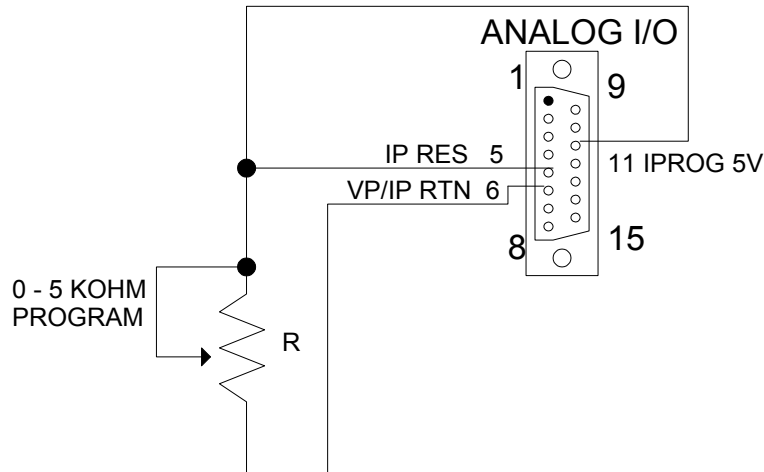 ANALOG I/O
1
9
IP RES 5
11 IPROG 5V
VP/IP RTN 6
8
15
0 - 5 KOHM
PROGRAM
R